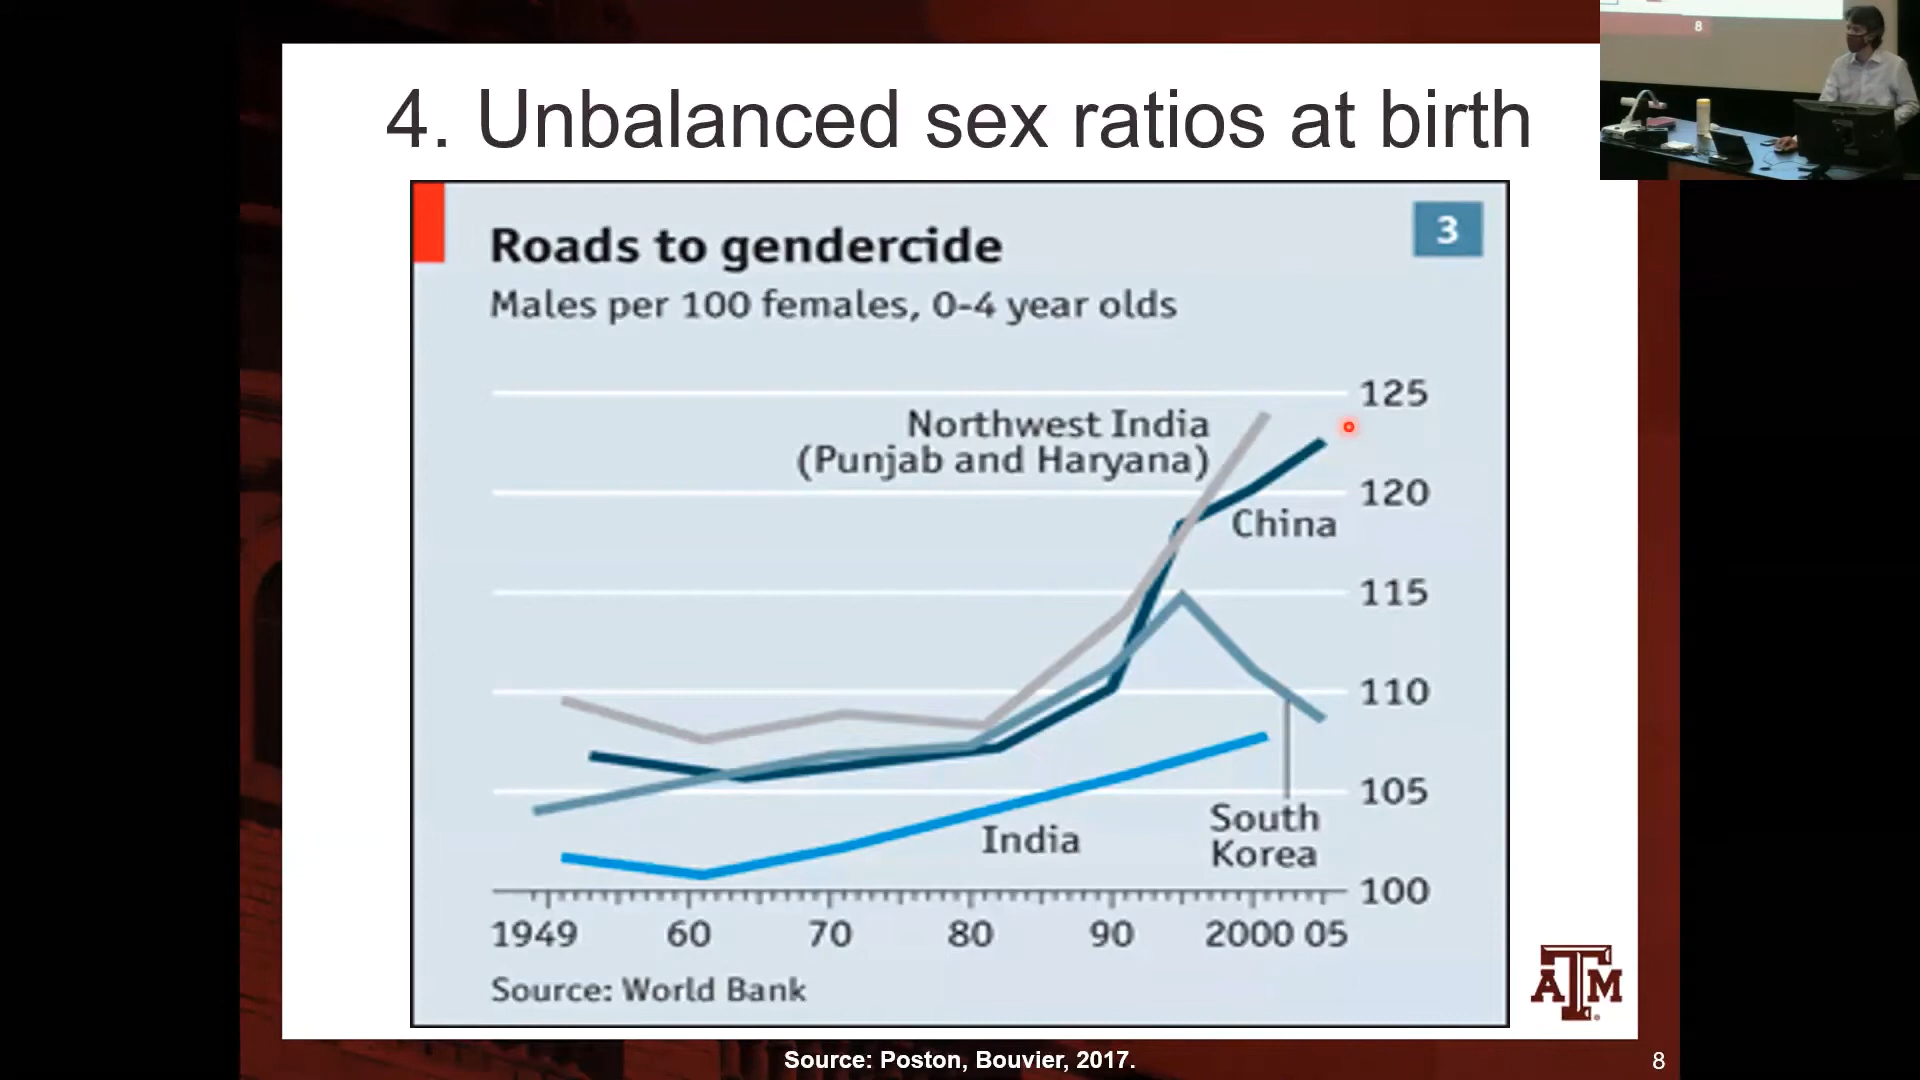 4. Unbalanced sex ratios at birth
8
Roads to gendercide
3
Males per 100 females, 0-4 year olds
125
Northwest India
(Punjab and Haryana)
120
China
115
110
105
South
Korea
India
100
1949 60 70 80 90 2000 05
Source: World Bank
ATM
Source: Poston, Bouvier, 2017.
8